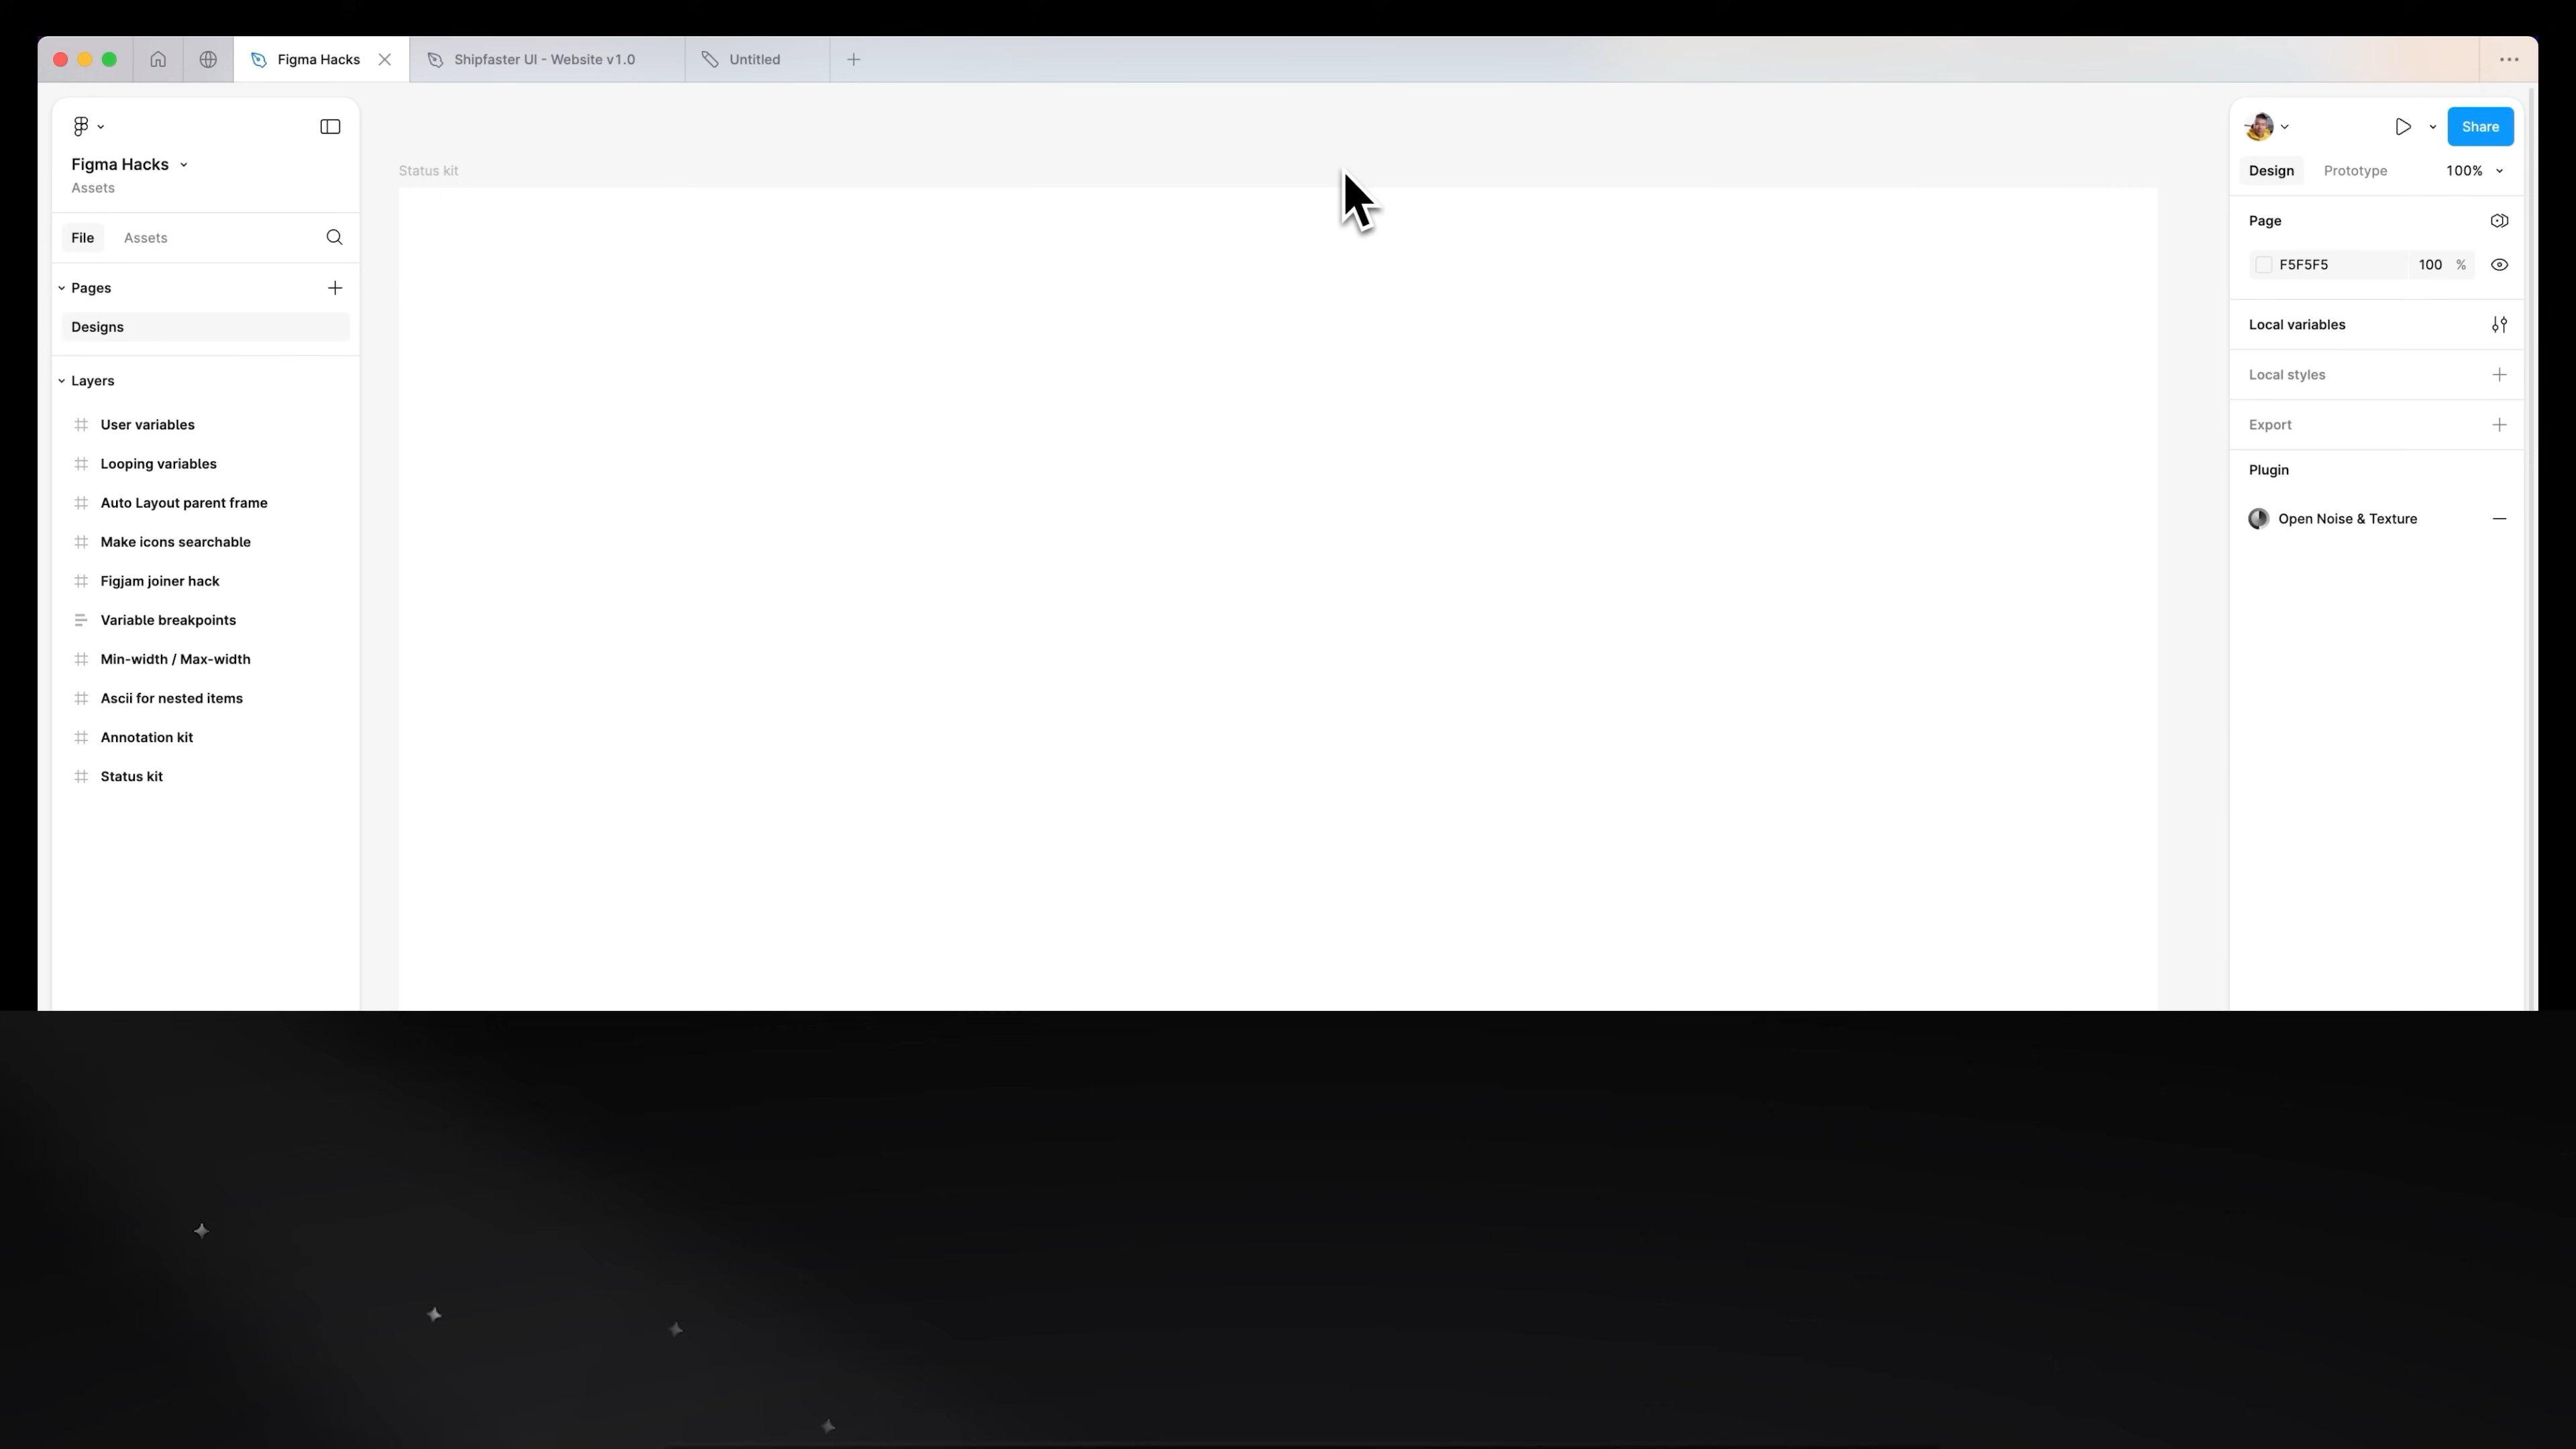 Figma Hacks
Shipfaster UI - Website v1.0
Untitled
Figma Hacks
Assets
File
Assets
Pages
Designs
Layers
User variables
Looping variables
Auto Layout parent frame
Make icons searchable
Figjam joiner hack
Variable breakpoints
Min-width / Max-width
Ascii for nested items
Annotation kit
Status kit
Status kit
Share
Design
Prototype
100%
Page
F5F5F5
100 %
Local variables
Local styles
Export
Plugin
Open Noise & Texture